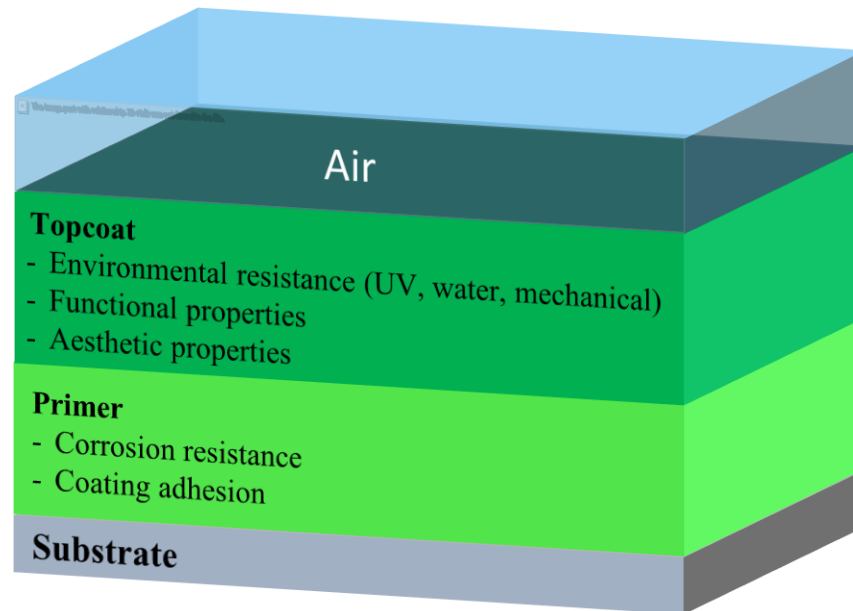 Air
Topcoat
- Environmental resistance (UV, water, mechanical)
- Functional properties
- Aesthetic properties
Primer
- Corrosion resistance
- Coating adhesion
Substrate